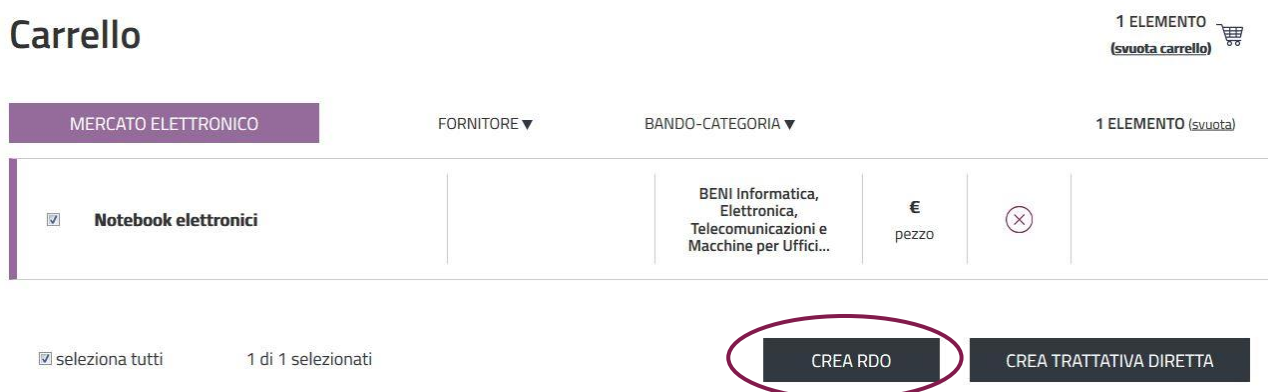 Carrello
1 ELEMENTO
(svuota carrello)
MERCATO ELETTRONICO
FORNITORE ▼
BANDO-CATEGORIA ▼
1 ELEMENTO (svuota)
Notebook elettronici
BENI Informatica,
Elettronica,
Telecomunicazioni e
Macchine per Uffici...
€
pezzo
seleziona tutti
1 di 1 selezionati
CREA RDO
CREA TRATTATIVA DIRETTA